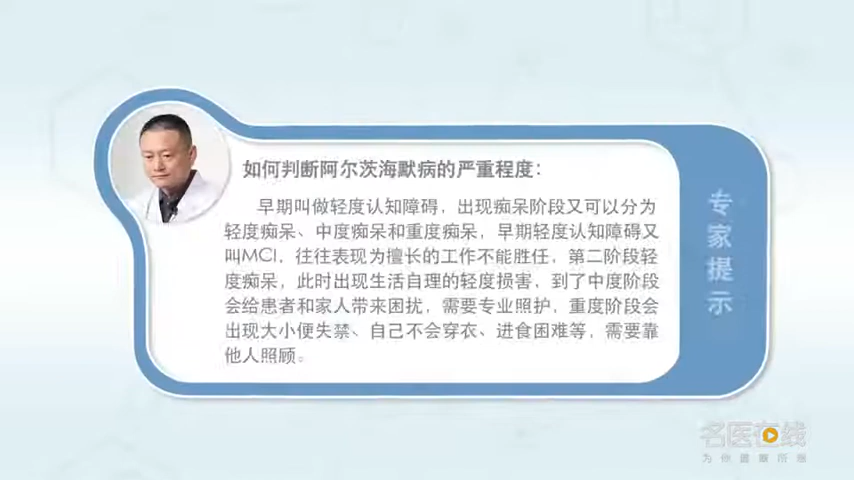 如何判断阿尔茨海默病的严重程度：
早期叫做轻度认知障碍，出现痴呆阶段又可以分为
轻度痴呆、中度痴呆和重度痴呆，早期轻度认知障碍又
叫MCI，往往表现为擅长的工作不能胜任，第二阶段轻
度痴呆，此时出现生活自理的轻度损害，到了中度阶段
会给患者和家人带来困扰，需要专业照护，重度阶段会
出现大小便失禁、自己不会穿衣、进食困难等，需要靠
他人照顾。
专家提示
名医在线